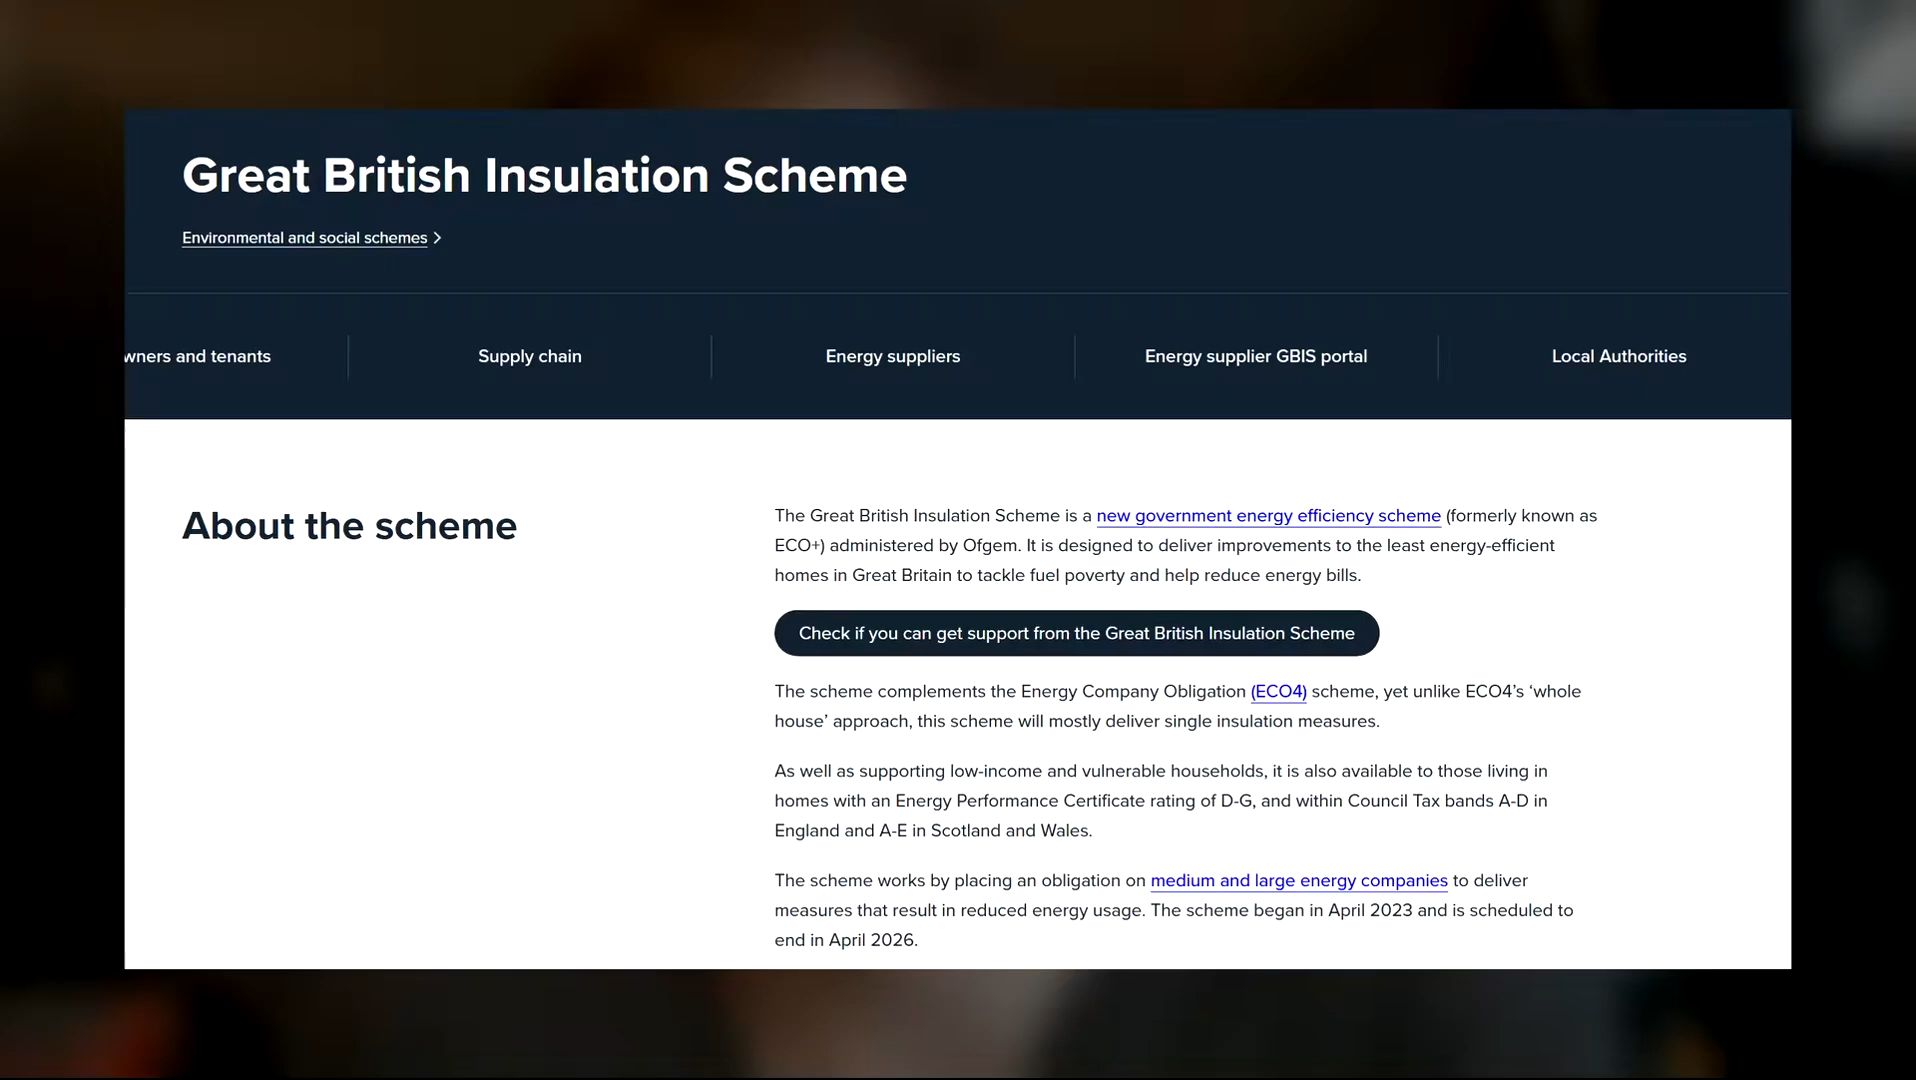 Great British Insulation Scheme
Environmental and social schemes
wners and tenants
Supply chain
Energy suppliers
Energy supplier GBIS portal
Local Authorities
About the scheme
The Great British Insulation Scheme is a new government energy efficiency scheme (formerly known as
ECO+) administered by Ofgem. It is designed to deliver improvements to the least energy-efficient
homes in Great Britain to tackle fuel poverty and help reduce energy bills.
Check if you can get support from the Great British Insulation Scheme
The scheme complements the Energy Company Obligation (ECO4) scheme, yet unlike ECO4’s ‘whole
house’ approach, this scheme will mostly deliver single insulation measures.
As well as supporting low-income and vulnerable households, it is also available to those living in
homes with an Energy Performance Certificate rating of D-G, and within Council Tax bands A-D in
England and A-E in Scotland and Wales.
The scheme works by placing an obligation on medium and large energy companies to deliver
measures that result in reduced energy usage. The scheme began in April 2023 and is scheduled to
end in April 2026.